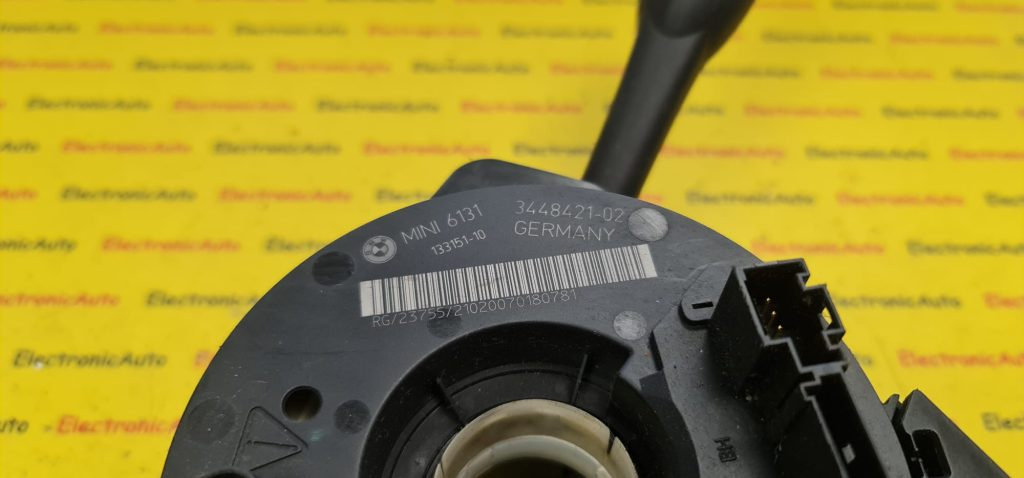 ElectronicAuto
MINI 6131 3448421-02
133151-10 GERMANY
RG/23755/21020070180781